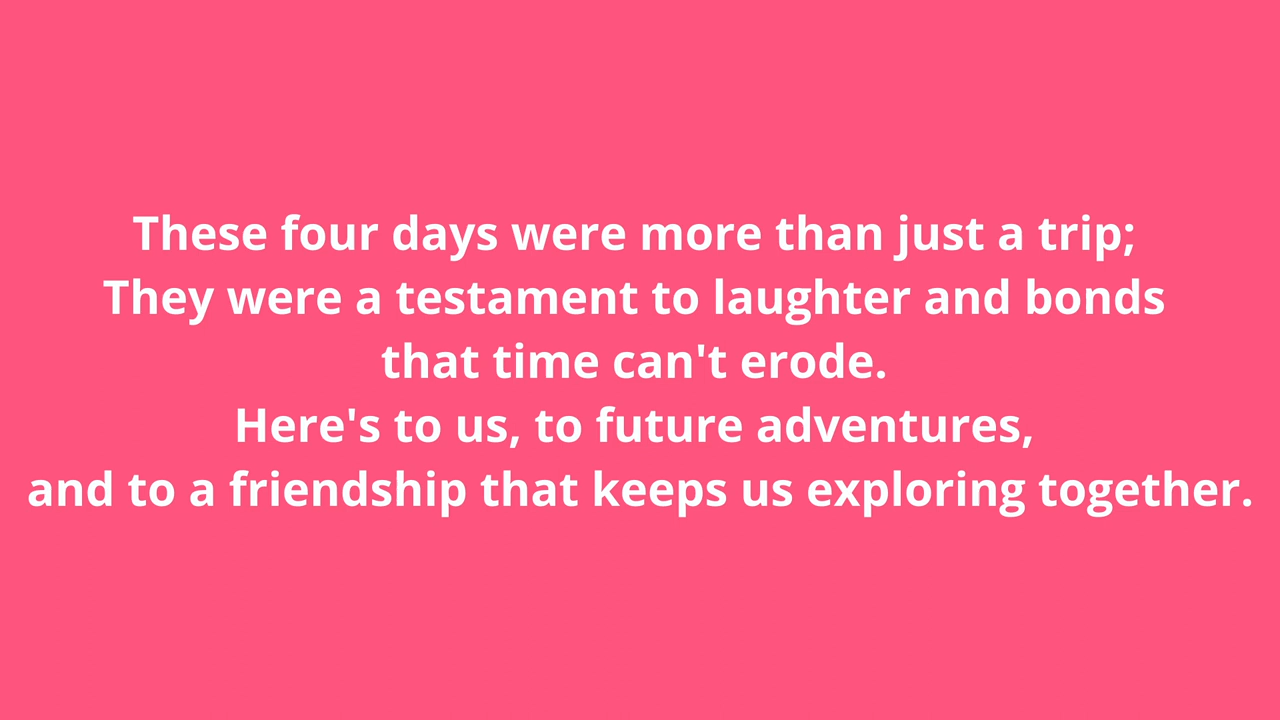 These four days were more than just a trip;
They were a testament to laughter and bonds
that time can't erode.
Here's to us, to future adventures,
and to a friendship that keeps us exploring together.